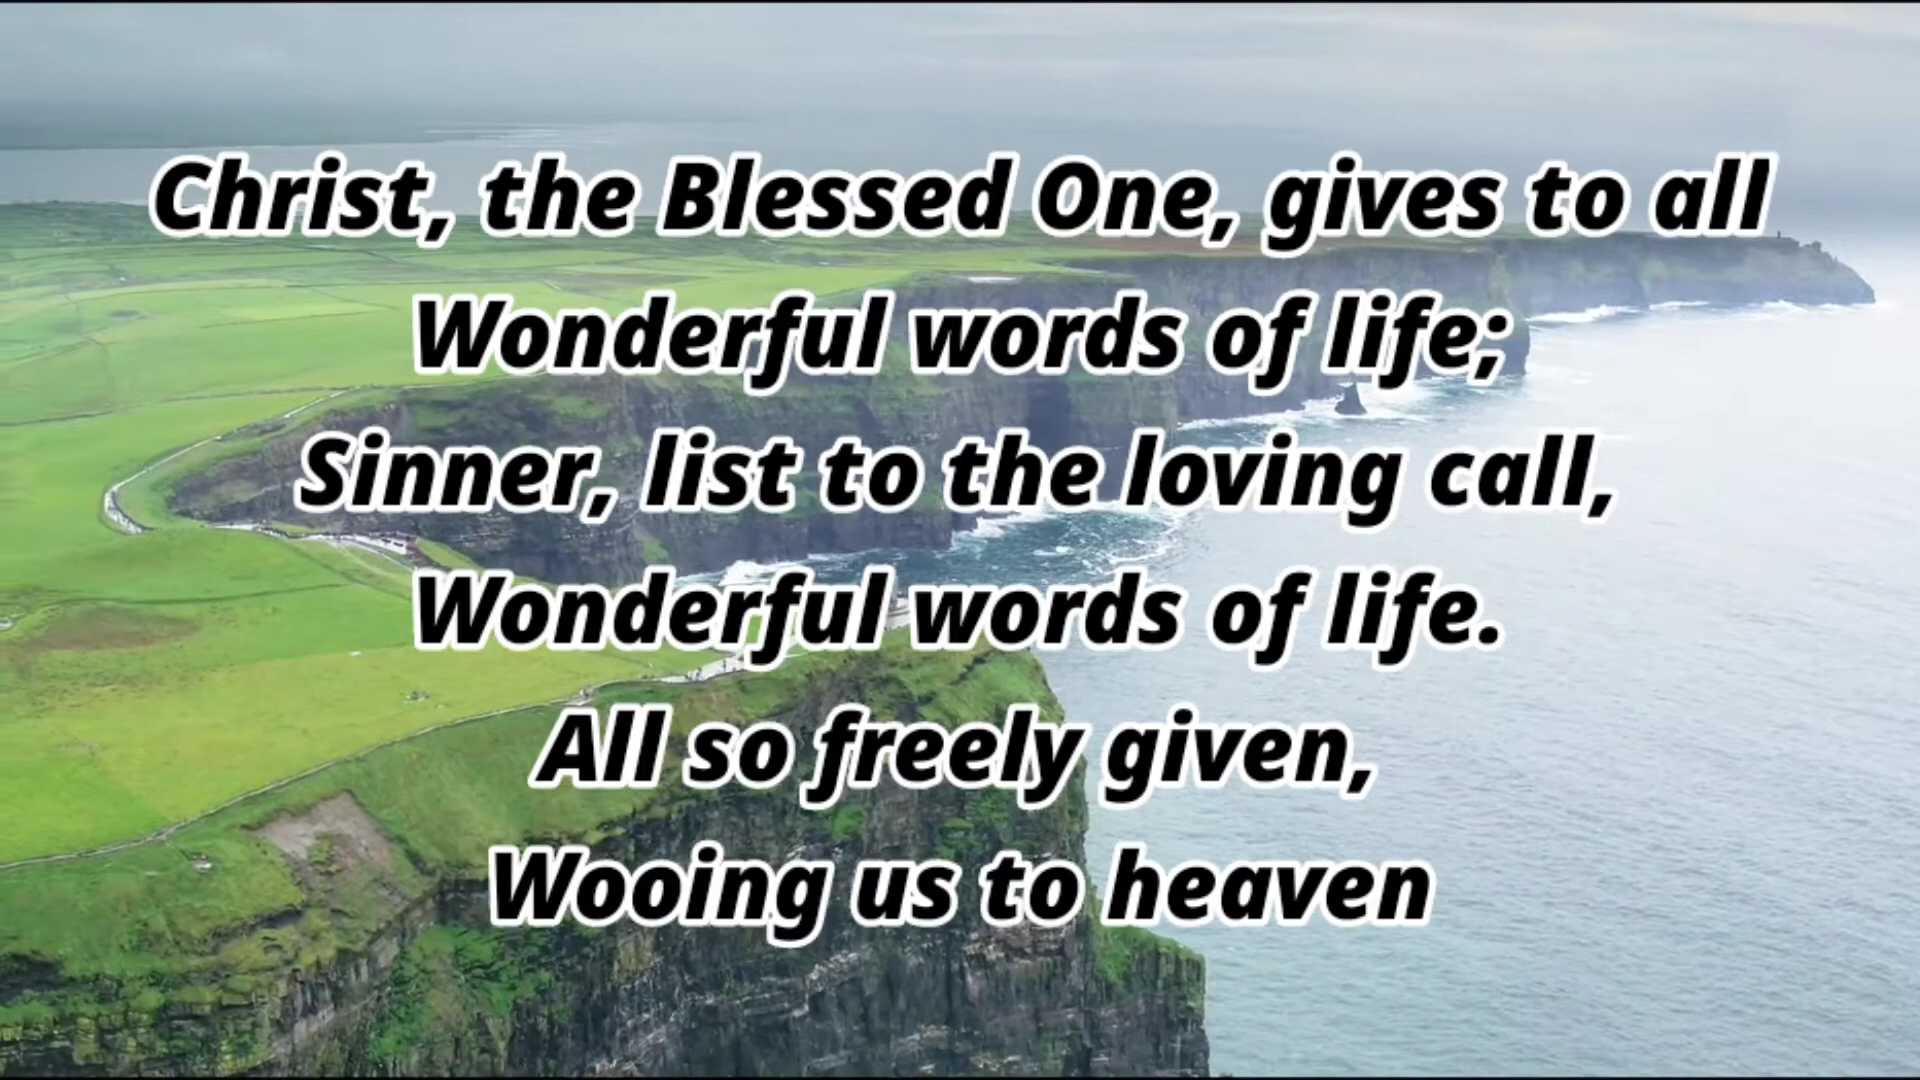 Christ, the Blessed One, gives to all
Wonderful words of life;
Sinner, list to the loving call,
Wonderful words of life.
All so freely given,
Wooing us to heaven